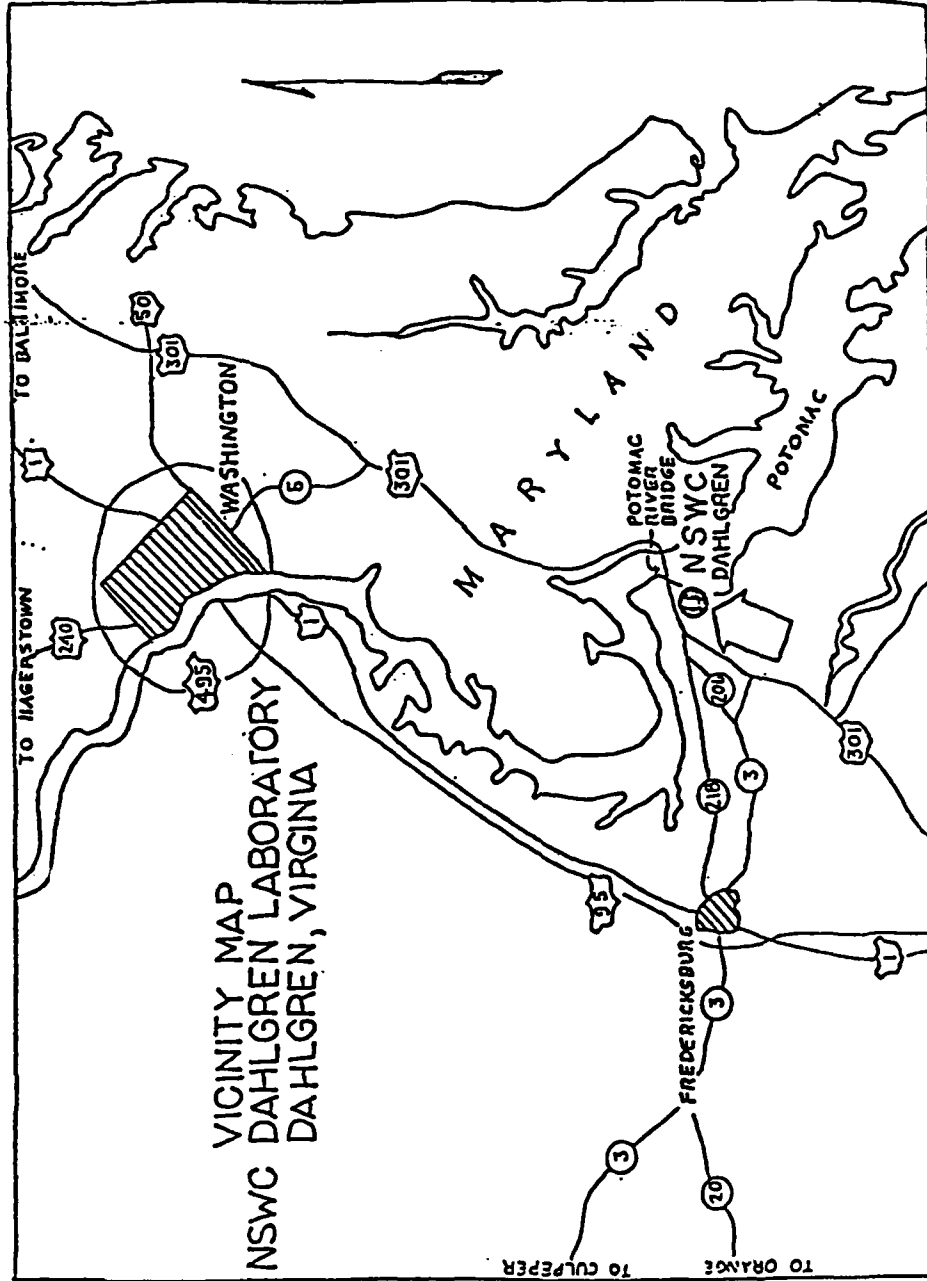 VICINITY MAP
NSWC DAHLGREN LABORATORY
DAHLGREN, VIRGINIA
TO HAGERSTOWN
TO BALTIMORE
240
1
50
301
495
WASHINGTON
5
1
301
MARYLAND
95
POTOMAC
RIVER
BRIDGE
NSWC
DAHLGREN
POTOMAC
218
206
3
301
FREDERICKSBURG
3
1
3
20
TO CULPEPER
TO ORANGE